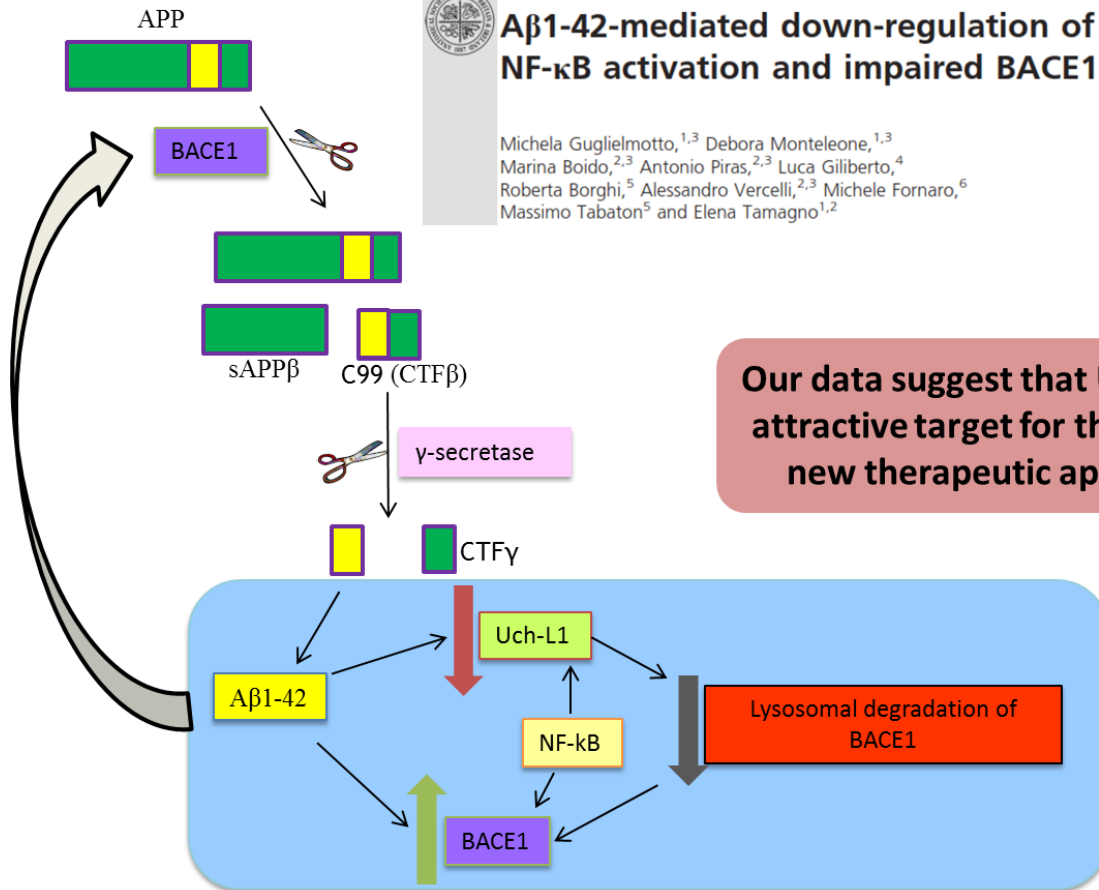 APP
Aβ1-42-mediated down-regulation of
NF-κB activation and impaired BACE1
Michela Guglielmotto,1,3 Debora Monteleone,1,3
Marina Boido,2,3 Antonio Piras,2,3 Luca Giliberto,4
Roberta Borghi,5 Alessandro Vercelli,2,3 Michele Fornaro,6
Massimo Tabaton5 and Elena Tamagno1,2
BACE1
sAPPβ
C99 (CTFβ)
Our data suggest that
attractive target for
new therapeutic
γ-secretase
CTFγ
Uch-L1
Aβ1-42
NF-kB
Lysosomal degradation of
BACE1
BACE1